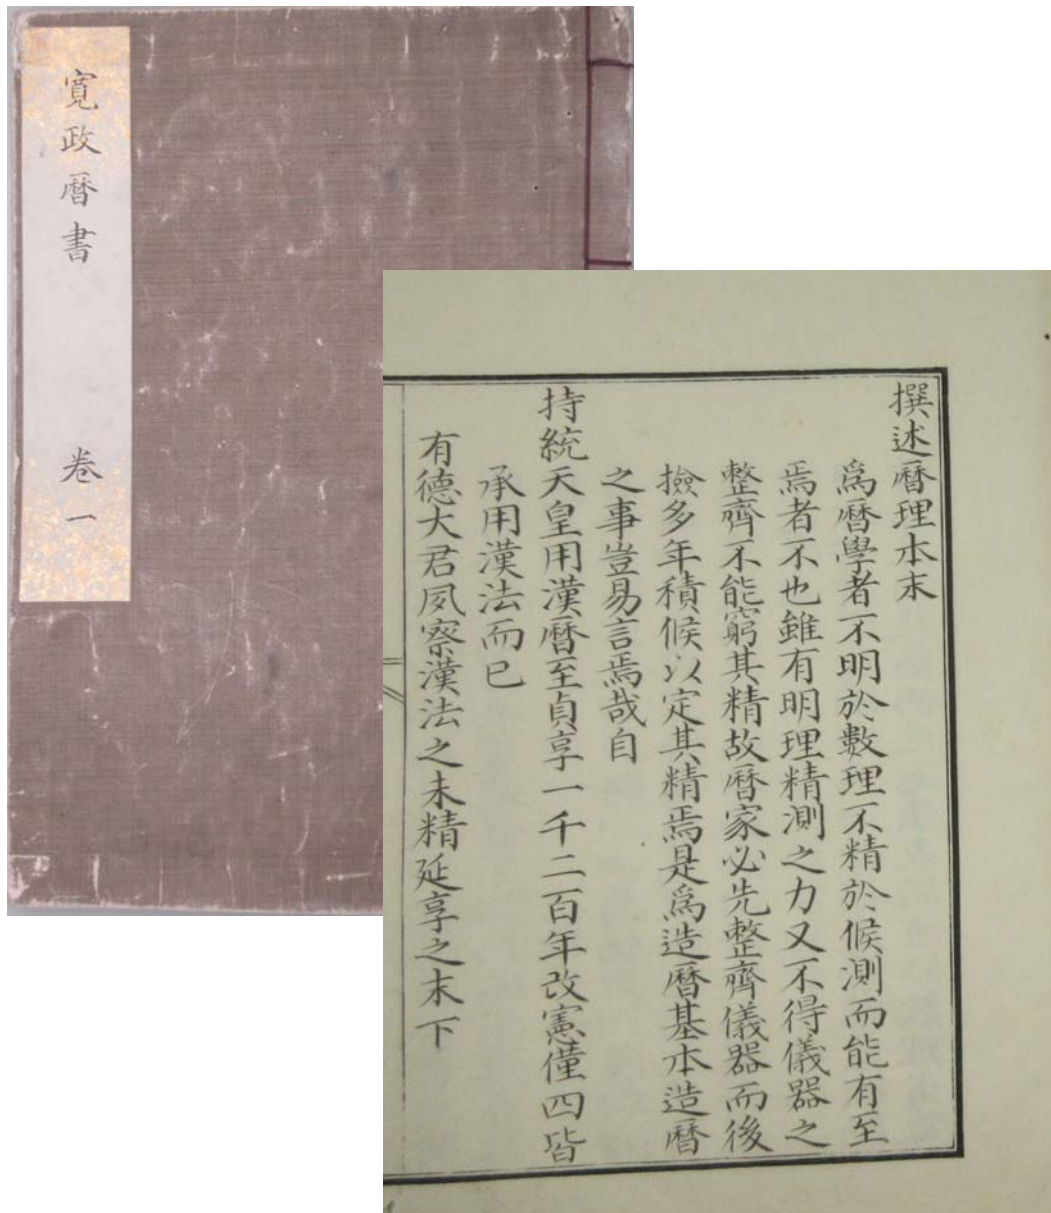 寛政暦書
卷一
撰述暦理本末
爲暦學者不明於數理不精於候測而能有至
焉者不也雖有明理精測之力又不得儀器之
整齊不能窮其精故暦家必先整齊儀器而後
撿多年積候以定其精焉是爲造暦基本造暦
之事豈易言焉哉自
持統天皇用漢暦至貞享一千二百年改憲僅四皆
承用漢法而已
有德大君夙察漢法之未精延享之末下